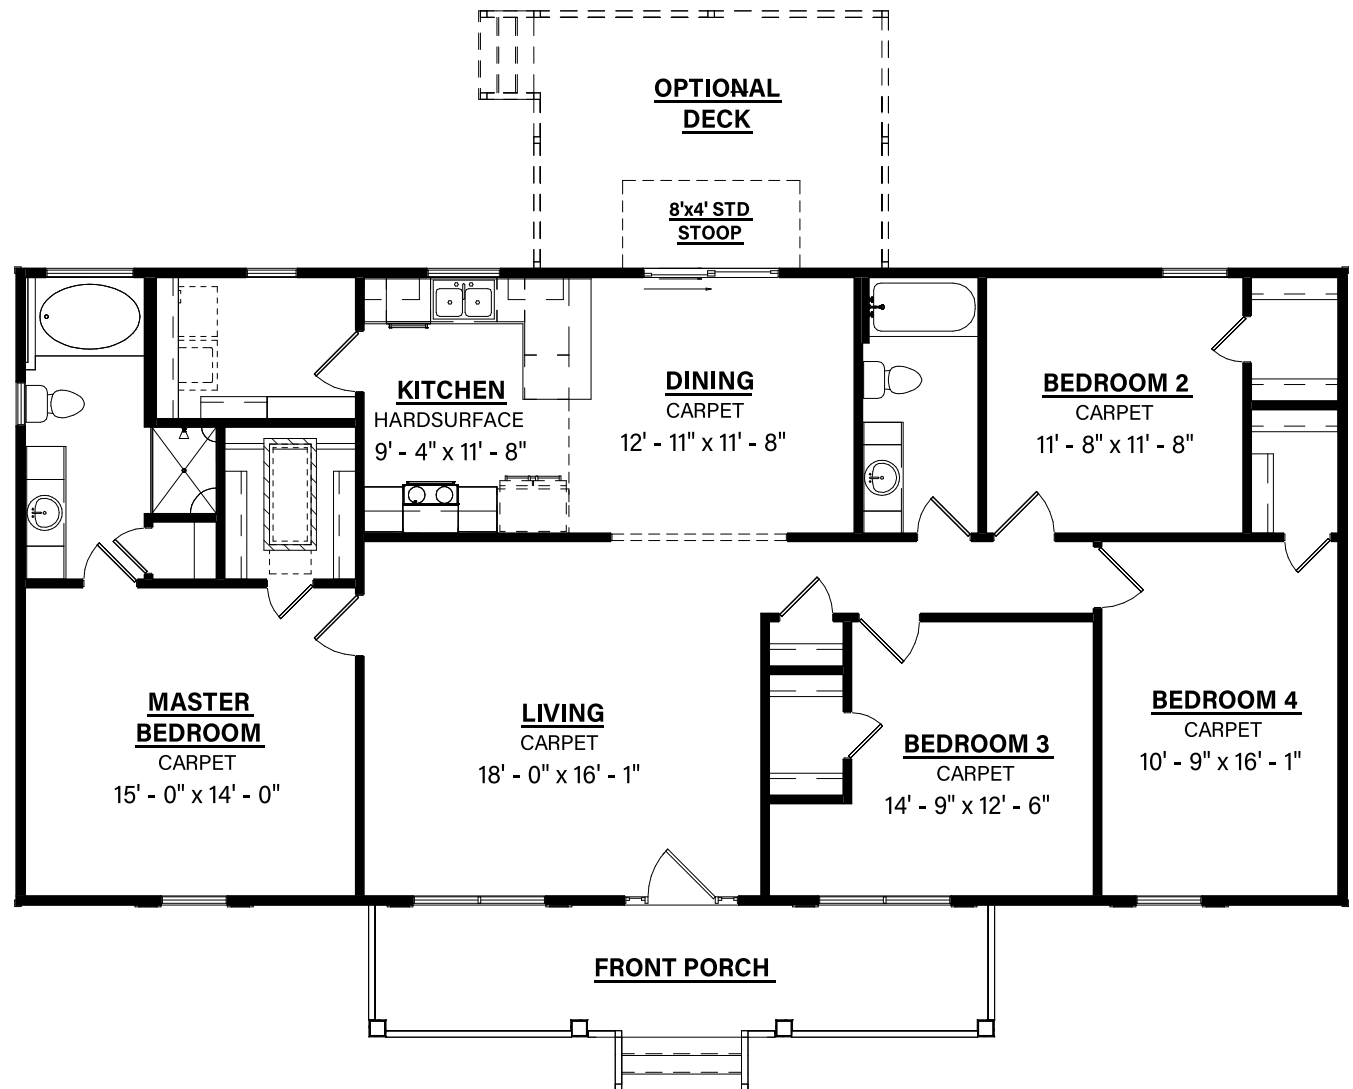 OPTIONAL
DECK
8'x4' STD
STOOP
KITCHEN
HARDSURFACE
9' - 4" x 11' - 8"
DINING
CARPET
12' - 11" x 11' - 8"
BEDROOM 2
CARPET
11' - 8" x 11' - 8"
MASTER
BEDROOM
CARPET
15' - 0" x 14' - 0"
LIVING
CARPET
18' - 0" x 16' - 1"
BEDROOM 3
CARPET
14' - 9" x 12' - 6"
BEDROOM 4
CARPET
10' - 9" x 16' - 1"
FRONT PORCH